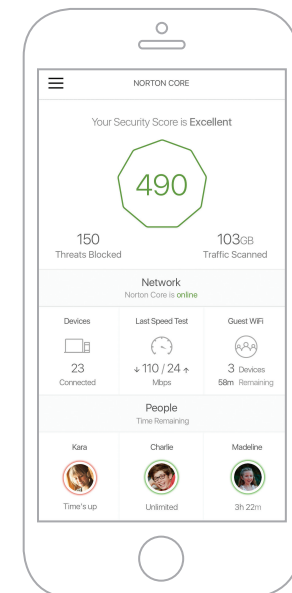 NORTON CORE
Your Security Score is Excellent
490
150
Threats Blocked
103GB
Traffic Scanned
Network
Norton Core is online
Devices
23
Connected
Last Speed Test
↓ 110 / 24 ↑
Mbps
Guest WiFi
3 Devices
58m Remaining
People
Time Remaining
Kara
Time's up
Charlie
Unlimited
Madeline
3h 22m